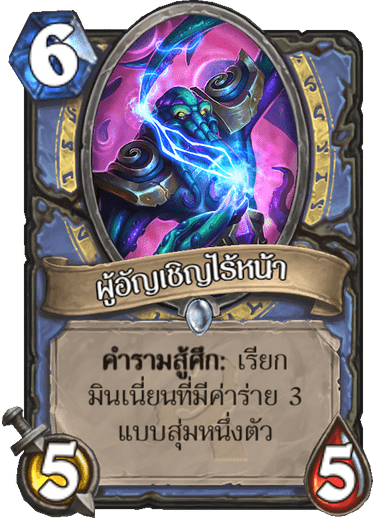 6
ผู้อัญเชิญไร้หน้า
คำรามสู้ศึก: เรียก
มินเนี่ยนที่มีค่าร่าย 3
แบบสุ่มหนึ่งตัว
5
5